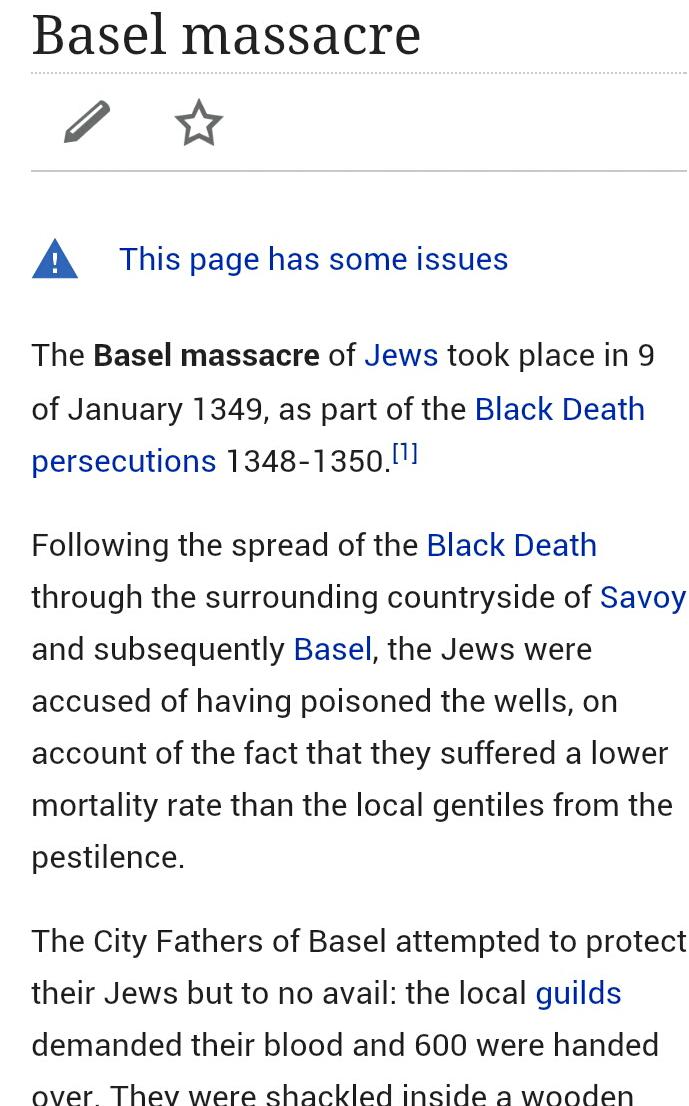 Basel massacre
This page has some issues
The Basel massacre of Jews took place in 9
of January 1349, as part of the Black Death
persecutions 1348-1350.[1]
Following the spread of the Black Death
through the surrounding countryside of Savoy
and subsequently Basel, the Jews were
accused of having poisoned the wells, on
account of the fact that they suffered a lower
mortality rate than the local gentiles from the
pestilence.
The City Fathers of Basel attempted to protect
their Jews but to no avail: the local guilds
demanded their blood and 600 were handed
over. They were shackled inside a wooden